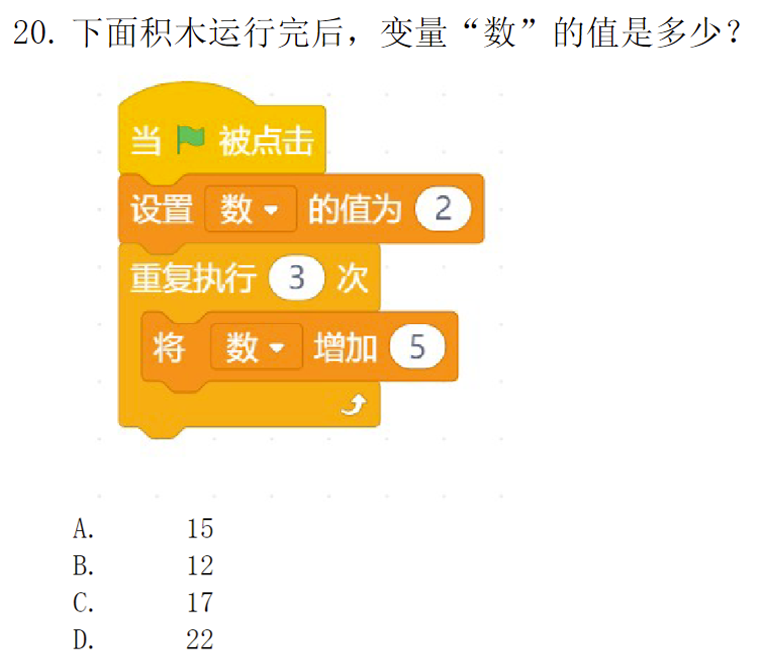 20. 下面积木运行完后，变量“数”的值是多少？
当 被点击
设置 数 的值为 2
重复执行 3 次
将 数 增加 5
A. 15
B. 12
C. 17
D. 22